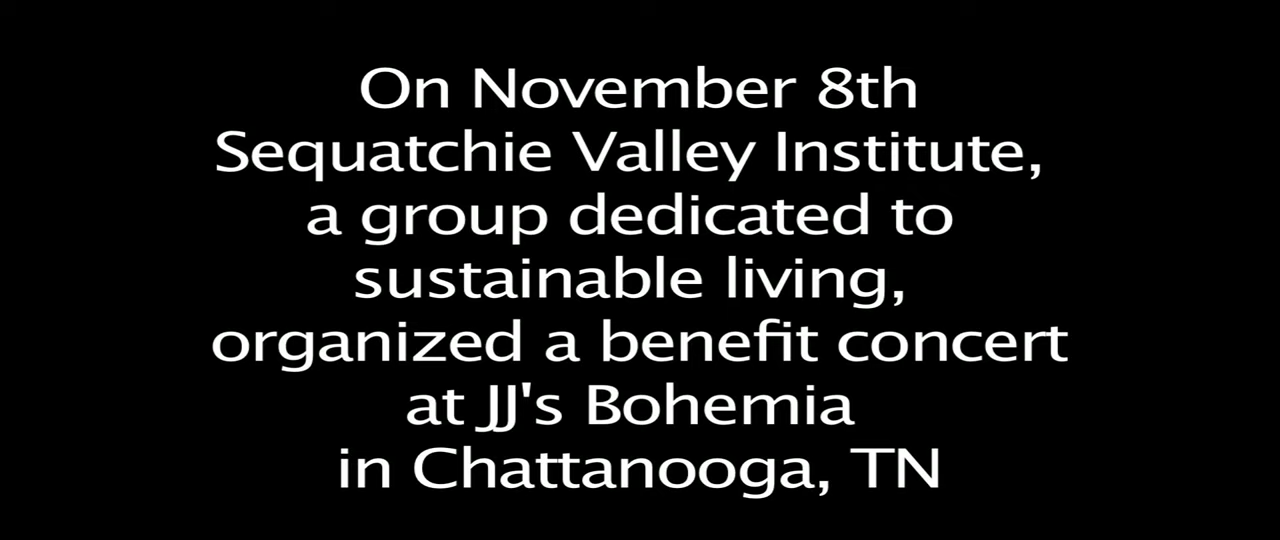 On November 8th
Sequatchie Valley Institute,
a group dedicated to
sustainable living,
organized a benefit concert
at JJ's Bohemia
in Chattanooga, TN